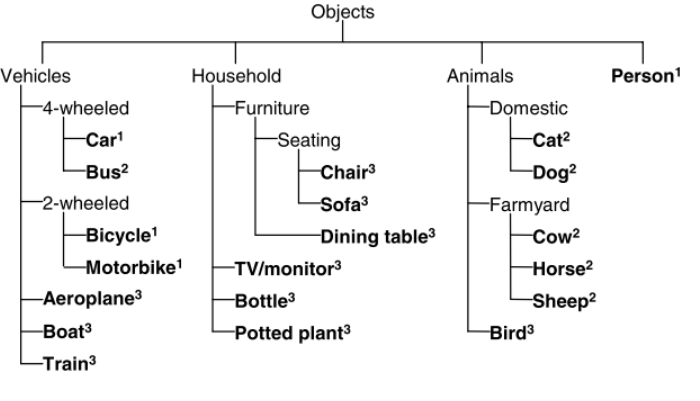 Objects
Vehicles Household Animals Person¹
4-wheeled Furniture Domestic
Car¹ Seating Cat²
Bus² Chair³ Dog²
2-wheeled Sofa³ Farmyard
Bicycle¹ Dining table³ Cow²
Motorbike¹ TV/monitor³ Horse²
Aeroplane³ Bottle³ Sheep²
Boat³ Potted plant³ Bird³
Train³